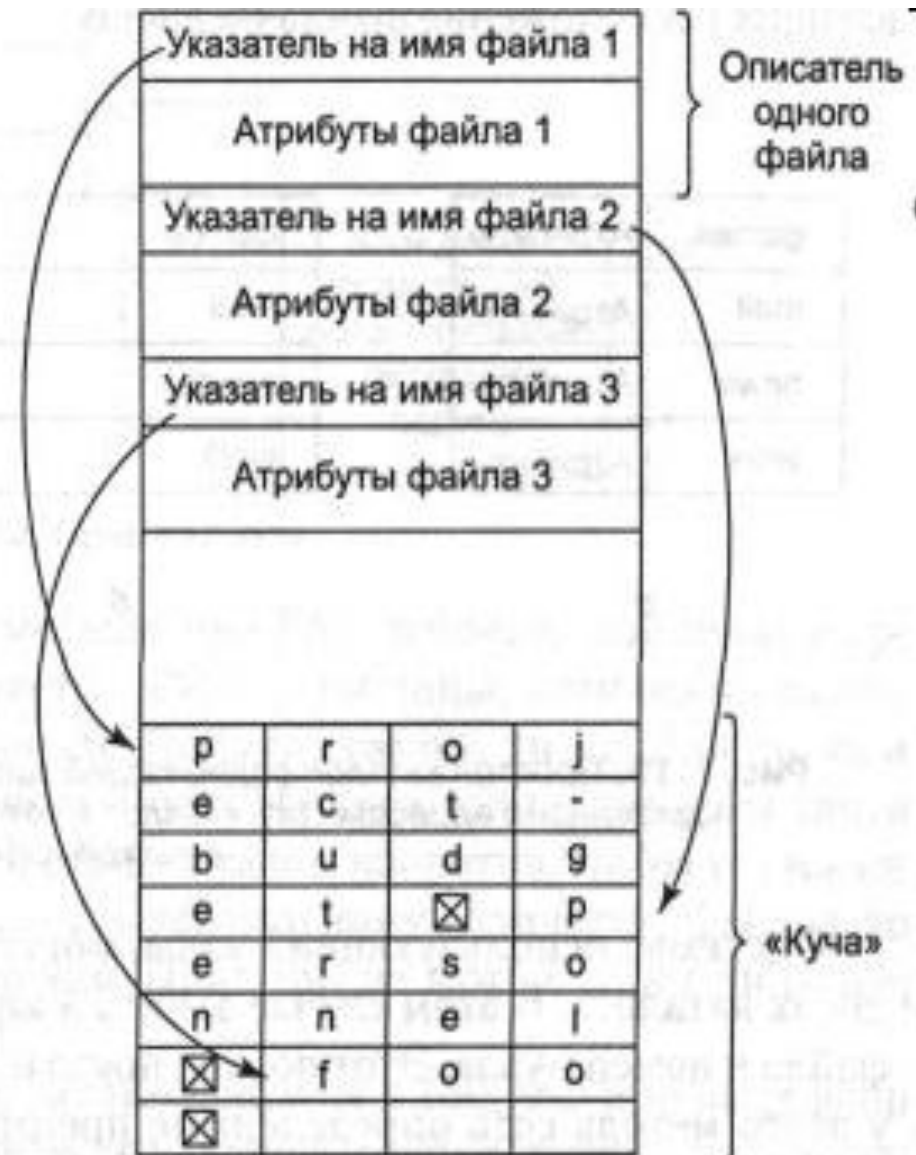 Указатель на имя файла 1
Атрибуты файла 1
Описатель
одного
файла
Указатель на имя файла 2
Атрибуты файла 2
Указатель на имя файла 3
Атрибуты файла 3
p r o j
e c t -
b u d g
e t ☒ p
e r s o
n n e l
☒ f o o
☒
«Куча»